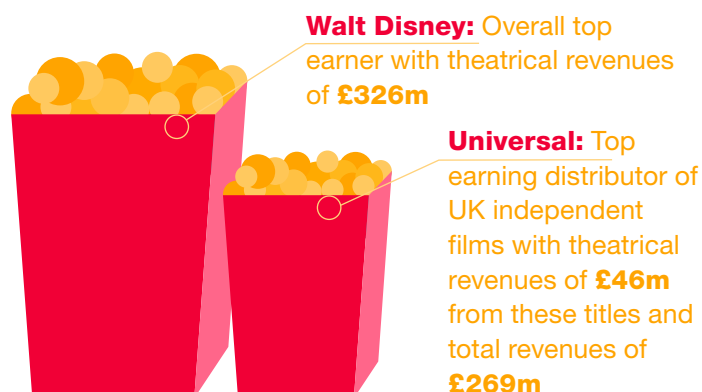 Walt Disney: Overall top
earner with theatrical revenues
of £326m
Universal: Top
earning distributor of
UK independent
films with theatrical
revenues of £46m
from these titles and
total revenues of
£269m